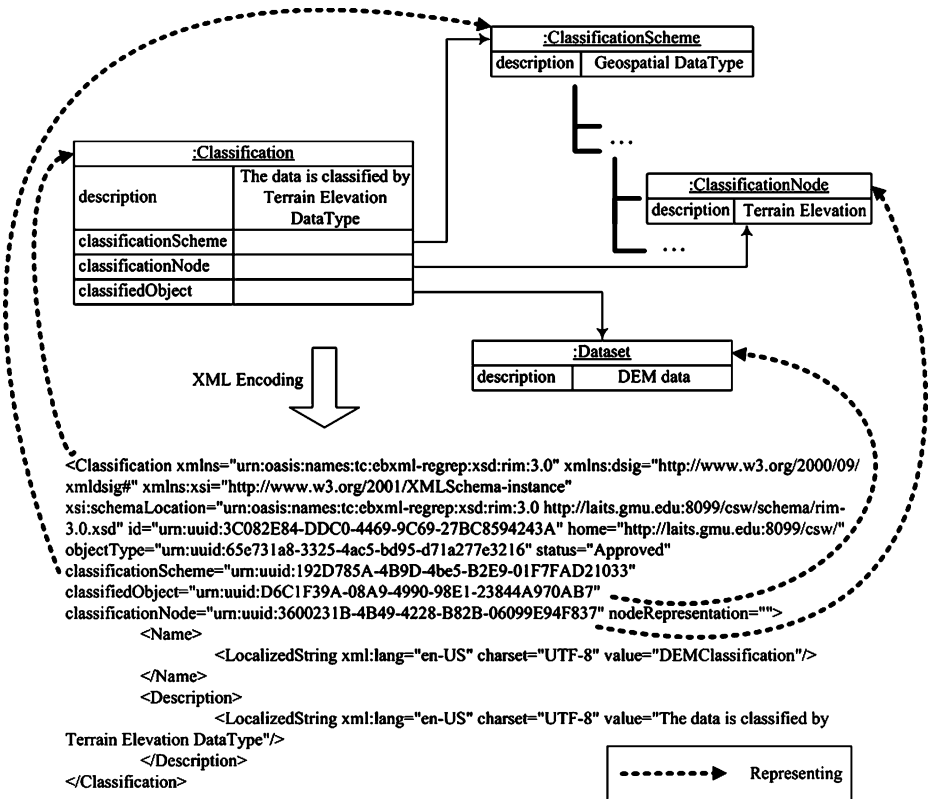 :ClassificationScheme
description Geospatial DataType
...
:Classification
description The data is classified by
Terrain Elevation
DataType
classificationScheme
classificationNode
classifiedObject
:ClassificationNode
description Terrain Elevation
...
:Dataset
description DEM data
XML Encoding
<Classification xmlns="urn:oasis:names:tc:ebxml-regrep:xsd:rim:3.0" xmlns:dsig="http://www.w3.org/2000/09/
xmldsig#" xmlns:xsi="http://www.w3.org/2001/XMLSchema-instance"
xsi:schemaLocation="urn:oasis:names:tc:ebxml-regrep:xsd:rim:3.0 http://laits.gmu.edu:8099/csw/schema/rim-
3.0.xsd" id="urn:uuid:3C082E84-DDC0-4469-9C69-27BC8594243A" home="http://laits.gmu.edu:8099/csw/"
objectType="urn:uuid:65e731a8-3325-4ac5-bd95-d71a277e3216" status="Approved"
classificationScheme="urn:uuid:192D785A-4B9D-4be5-B2E9-01F7FAD21033"
classifiedObject="urn:uuid:D6C1F39A-08A9-4990-98E1-23844A970AB7"
classificationNode="urn:uuid:3600231B-4B49-4228-B82B-06099E94F837" nodeRepresentation="">
<Name>
<LocalizedString xml:lang="en-US" charset="UTF-8" value="DEMClassification"/>
</Name>
<Description>
<LocalizedString xml:lang="en-US" charset="UTF-8" value="The data is classified by
Terrain Elevation DataType"/>
</Description>
</Classification>
Representing